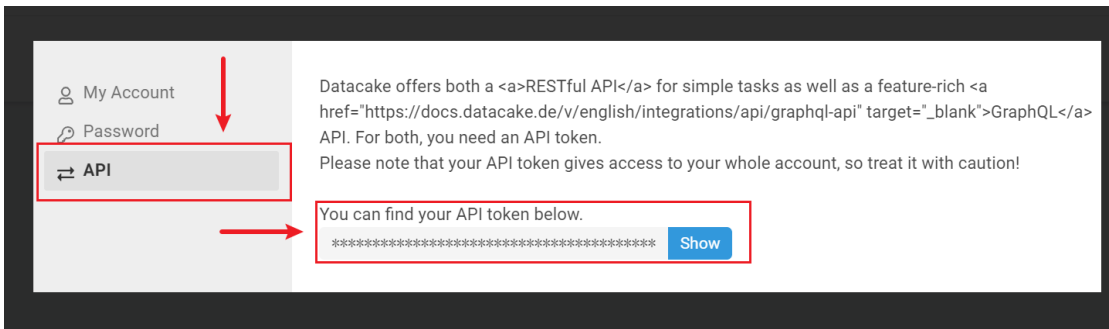 My Account
Password
API
Datacake offers both a <a>RESTful API</a> for simple tasks as well as a feature-rich <a
href="https://docs.datacake.de/v/english/integrations/api/graphql-api" target="_blank">GraphQL</a>
API. For both, you need an API token.
Please note that your API token gives access to your whole account, so treat it with caution!
You can find your API token below.
**************************************** Show